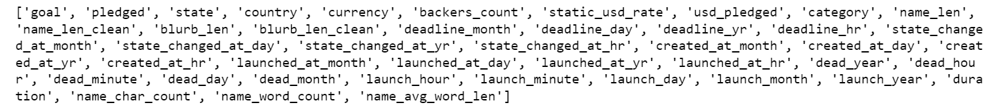 ['goal', 'pledged', 'state', 'country', 'currency', 'backers_count', 'static_usd_rate', 'usd_pledged', 'category', 'name_len',
'name_len_clean', 'blurb_len', 'blurb_len_clean', 'deadline_month', 'deadline_day', 'deadline_yr', 'deadline_hr', 'state_change
d_at_month', 'state_changed_at_day', 'state_changed_at_yr', 'state_changed_at_hr', 'created_at_month', 'created_at_day', 'creat
ed_at_yr', 'created_at_hr', 'launched_at_month', 'launched_at_day', 'launched_at_yr', 'launched_at_hr', 'dead_year', 'dead_hou
r', 'dead_minute', 'dead_day', 'dead_month', 'launch_hour', 'launch_minute', 'launch_day', 'launch_month', 'launch_year', 'dura
tion', 'name_char_count', 'name_word_count', 'name_avg_word_len']